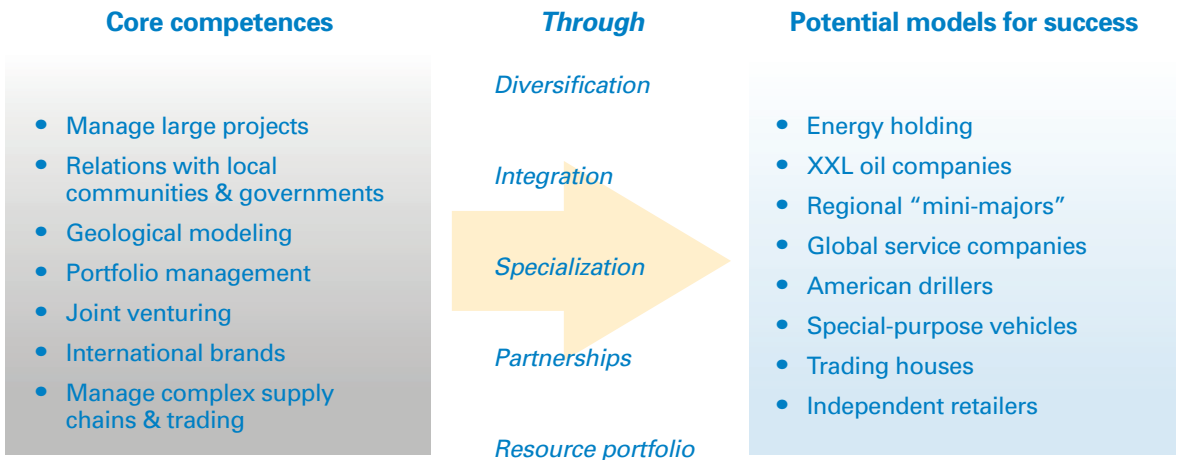 Core competences
• Manage large projects
• Relations with local
communities & governments
• Geological modeling
• Portfolio management
• Joint venturing
• International brands
• Manage complex supply
chains & trading
Through
Diversification
Integration
Specialization
Partnerships
Resource portfolio
Potential models for success
• Energy holding
• XXL oil companies
• Regional “mini-majors”
• Global service companies
• American drillers
• Special-purpose vehicles
• Trading houses
• Independent retailers